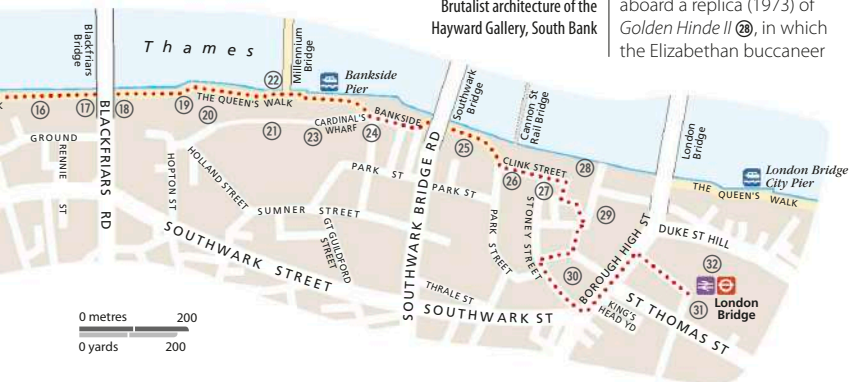 Brutalist architecture of the
Hayward Gallery, South Bank
aboard a replica (1973) of
Golden Hinde II ㉘, in which
the Elizabethan buccaneer
Thames
Blackfriars
Bridge
Millennium
Bridge
Bankside
Pier
Southwark
Bridge
Cannon St
Rail Bridge
London
Bridge
London Bridge
City Pier
K
⑯
⑰
⑱
⑲
⑳
㉑
㉒
㉓
㉔
㉕
㉖
㉗
㉘
㉙
㉚
㉛
㉜
THE QUEEN'S WALK
CARDINAL'S
WHARF
BANKSIDE
CLINK STREET
THE QUEEN'S WALK
GROUND
RENNIE
ST
BLACKFRIARS RD
HOPTON ST
HOLLAND STREET
SUMNER STREET
GT GUILDFORD
STREET
PARK ST
PARK ST
PARK STREET
STONEY STREET
SOUTHWARK BRIDGE RD
SOUTHWARK STREET
THRALE ST
SOUTHWARK ST
BOROUGH HIGH ST
DUKE ST HILL
KING'S
HEAD YD
ST THOMAS ST
London
Bridge
0 metres 200
0 yards 200